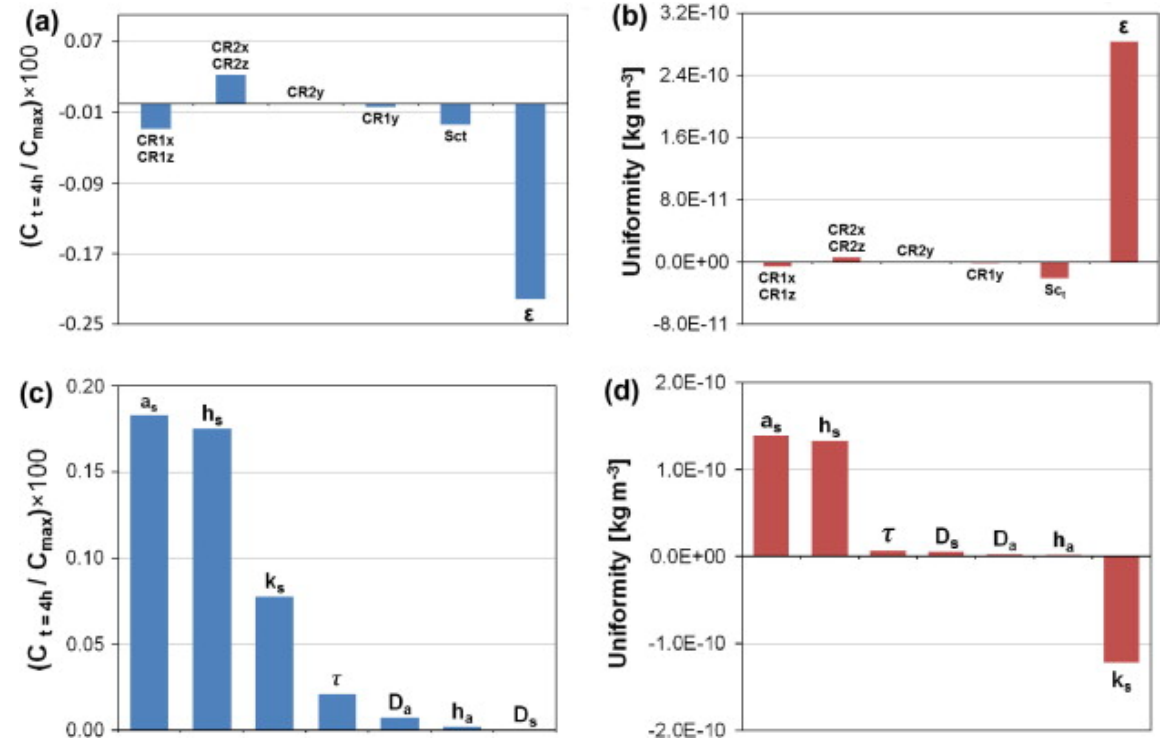 (a)
(C t = 4h / Cmax)×100
0.07
-0.01
-0.09
-0.17
-0.25
CR1x
CR1z
CR2x
CR2z
CR2y
CR1y
Sct
ε
(b)
Uniformity [kg m-3]
3.2E-10
2.4E-10
1.6E-10
8.0E-11
0.0E+00
-8.0E-11
CR1x
CR1z
CR2x
CR2z
CR2y
CR1y
Sct
ε
(c)
(C t = 4h / Cmax)×100
0.20
0.15
0.10
0.05
0.00
as
hs
ks
τ
Da
ha
Ds
(d)
Uniformity [kg m-3]
2.0E-10
1.0E-10
0.0E+00
-1.0E-10
-2.0E-10
as
hs
τ
Ds
Da
ha
ks